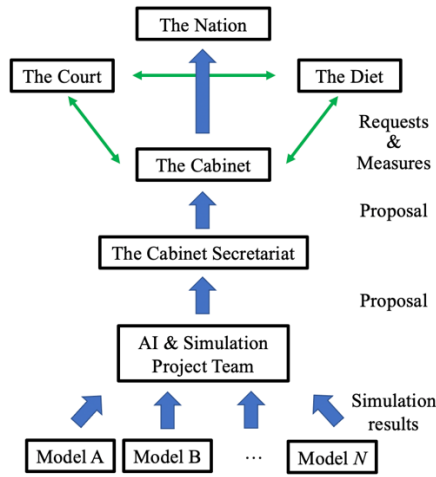 The Nation
The Court
The Diet
Requests
&
Measures
The Cabinet
Proposal
The Cabinet Secretariat
Proposal
AI & Simulation
Project Team
Simulation
results
Model A
Model B
...
Model N